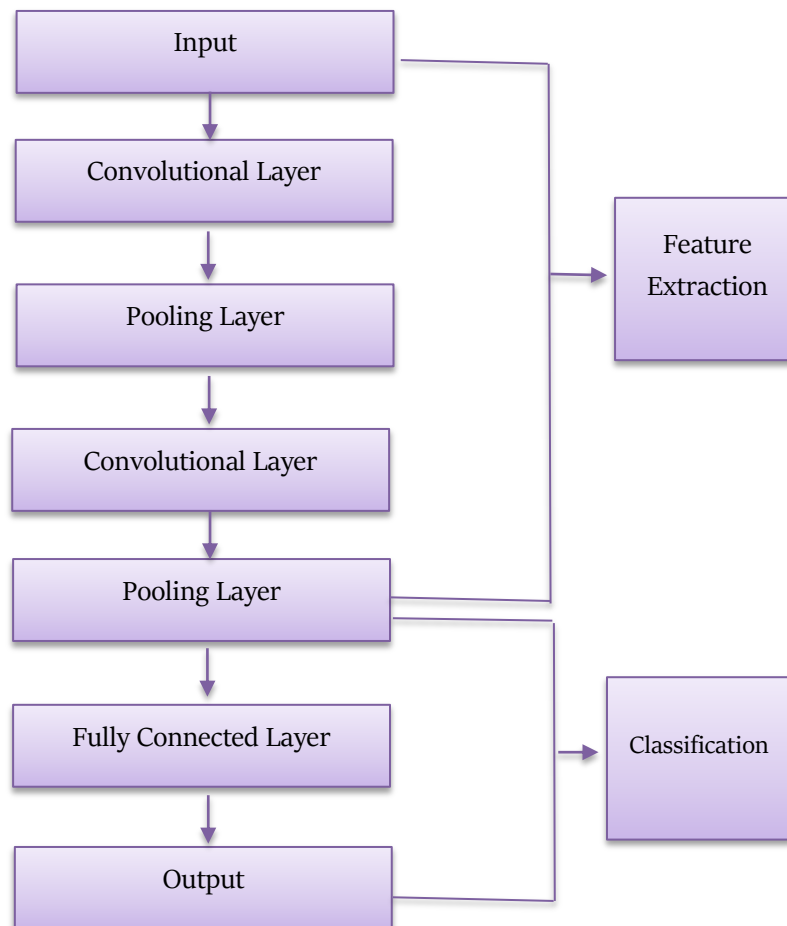 Input
Convolutional Layer
Pooling Layer
Convolutional Layer
Pooling Layer
Fully Connected Layer
Output
Feature
Extraction
Classification